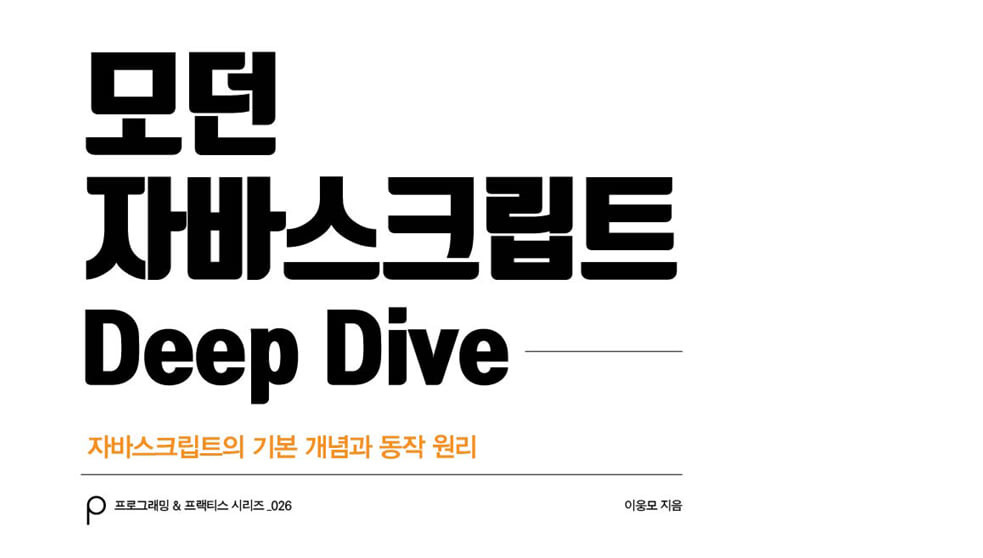 모던
자바스크립트
Deep Dive
자바스크립트의 기본 개념과 동작 원리
프로그래밍 & 프랙티스 시리즈 _026
이웅모 지음